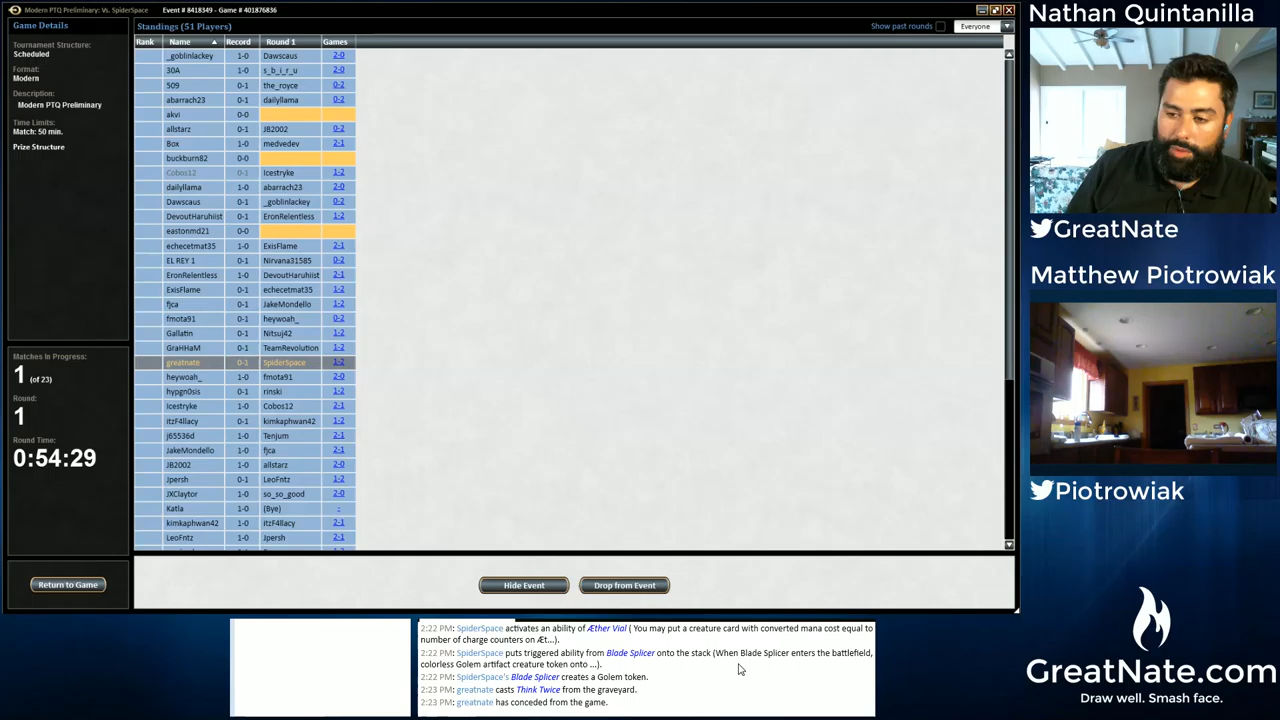 Modern PTQ Preliminary: Vs. SpiderSpace Event # 8418349 - Game # 401876836
Game Details
Tournament Structure:
Scheduled
Format:
Modern
Description:
Modern PTQ Preliminary
Time Limits:
Match: 50 min.
Prize Structure
Matches In Progress:
1 (of 23)
Round:
1
Round Time:
0:54:29
Return to Game
Standings (51 Players)
Show past rounds Everyone
Rank Name Record Round 1 Games
_goblinlackey 1-0 Dawscaus 2-0
30A 1-0 s_b_i_r_u 2-0
509 0-1 the_royce 0-2
abarrach23 0-1 dailyllama 0-2
akvi 0-0
allstarz 0-1 JB2002 0-2
Box 1-0 medvedev 2-1
buckburn82 0-0
Cobos12 0-1 Icestryke 1-2
dailyllama 1-0 abarrach23 2-0
Dawscaus 0-1 _goblinlackey 0-2
DevoutHaruhiist 0-1 EronRelentless 1-2
eastonmd21 0-0
echecetmat35 1-0 ExisFlame 2-1
EL REY 1 0-1 Nirvana31585 0-2
EronRelentless 1-0 DevoutHaruhiist 2-1
ExisFlame 0-1 echecetmat35 1-2
fjca 0-1 JakeMondello 1-2
fmota91 0-1 heywoah_ 0-2
Gallatin 0-1 Nitsuj42 1-2
GraHHaM 0-1 TeamRevolution 1-2
greatnate 0-1 SpiderSpace 1-2
heywoah_ 1-0 fmota91 2-0
hypgn0sis 0-1 rinski 1-2
Icestryke 1-0 Cobos12 2-1
itzF4llacy 0-1 kimkaphwan42 1-2
j65536d 1-0 Tenjum 2-1
JakeMondello 1-0 fjca 2-1
JB2002 1-0 allstarz 2-0
Jpersh 0-1 LeoFntz 1-2
JXClaytor 1-0 so_so_good 2-0
Katla 1-0 (Bye) -
kimkaphwan42 1-0 itzF4llacy 2-1
LeoFntz 1-0 Jpersh 2-1
Hide Event Drop from Event
2:22 PM: SpiderSpace activates an ability of Æther Vial ( You may put a creature card with converted mana cost equal to
number of charge counters on Æt...).
2:22 PM: SpiderSpace puts triggered ability from Blade Splicer onto the stack (When Blade Splicer enters the battlefield,
colorless Golem artifact creature token onto ...).
2:22 PM: SpiderSpace's Blade Splicer creates a Golem token.
2:23 PM: greatnate casts Think Twice from the graveyard.
2:23 PM: greatnate has conceded from the game.
Nathan Quintanilla
GreatNate
Matthew Piotrowiak
Piotrowiak
GreatNate.com
Draw well. Smash face.